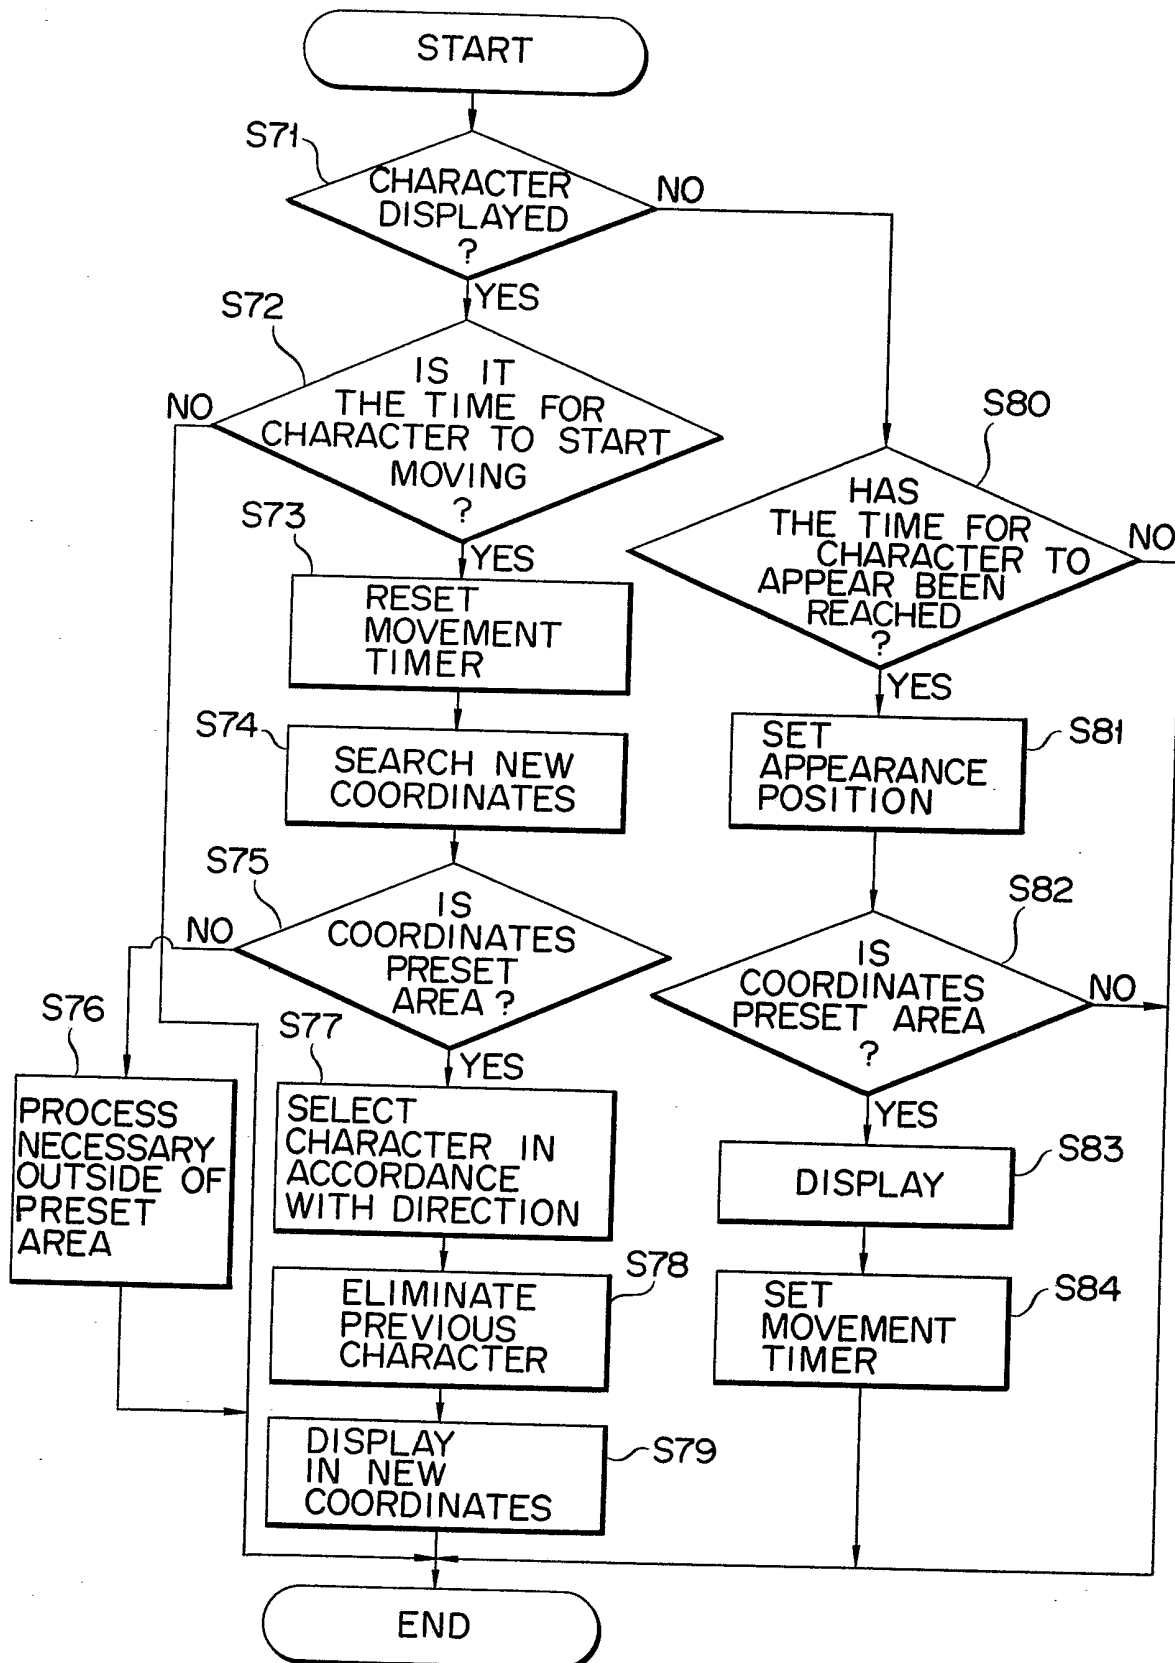 START
S71
CHARACTER
DISPLAYED
?
NO
YES
S72
IS IT
THE TIME FOR
CHARACTER TO START
MOVING
?
NO
YES
S73
RESET
MOVEMENT
TIMER
S74
SEARCH NEW
COORDINATES
S75
IS
COORDINATES
PRESET
AREA ?
NO
YES
S76
PROCESS
NECESSARY
OUTSIDE OF
PRESET
AREA
S77
SELECT
CHARACTER IN
ACCORDANCE
WITH DIRECTION
S78
ELIMINATE
PREVIOUS
CHARACTER
S79
DISPLAY
IN NEW
COORDINATES
S80
HAS
THE TIME FOR
CHARACTER TO
APPEAR BEEN
REACHED
?
NO
YES
S81
SET
APPEARANCE
POSITION
S82
IS
COORDINATES
PRESET AREA
?
NO
YES
S83
DISPLAY
S84
SET
MOVEMENT
TIMER
END